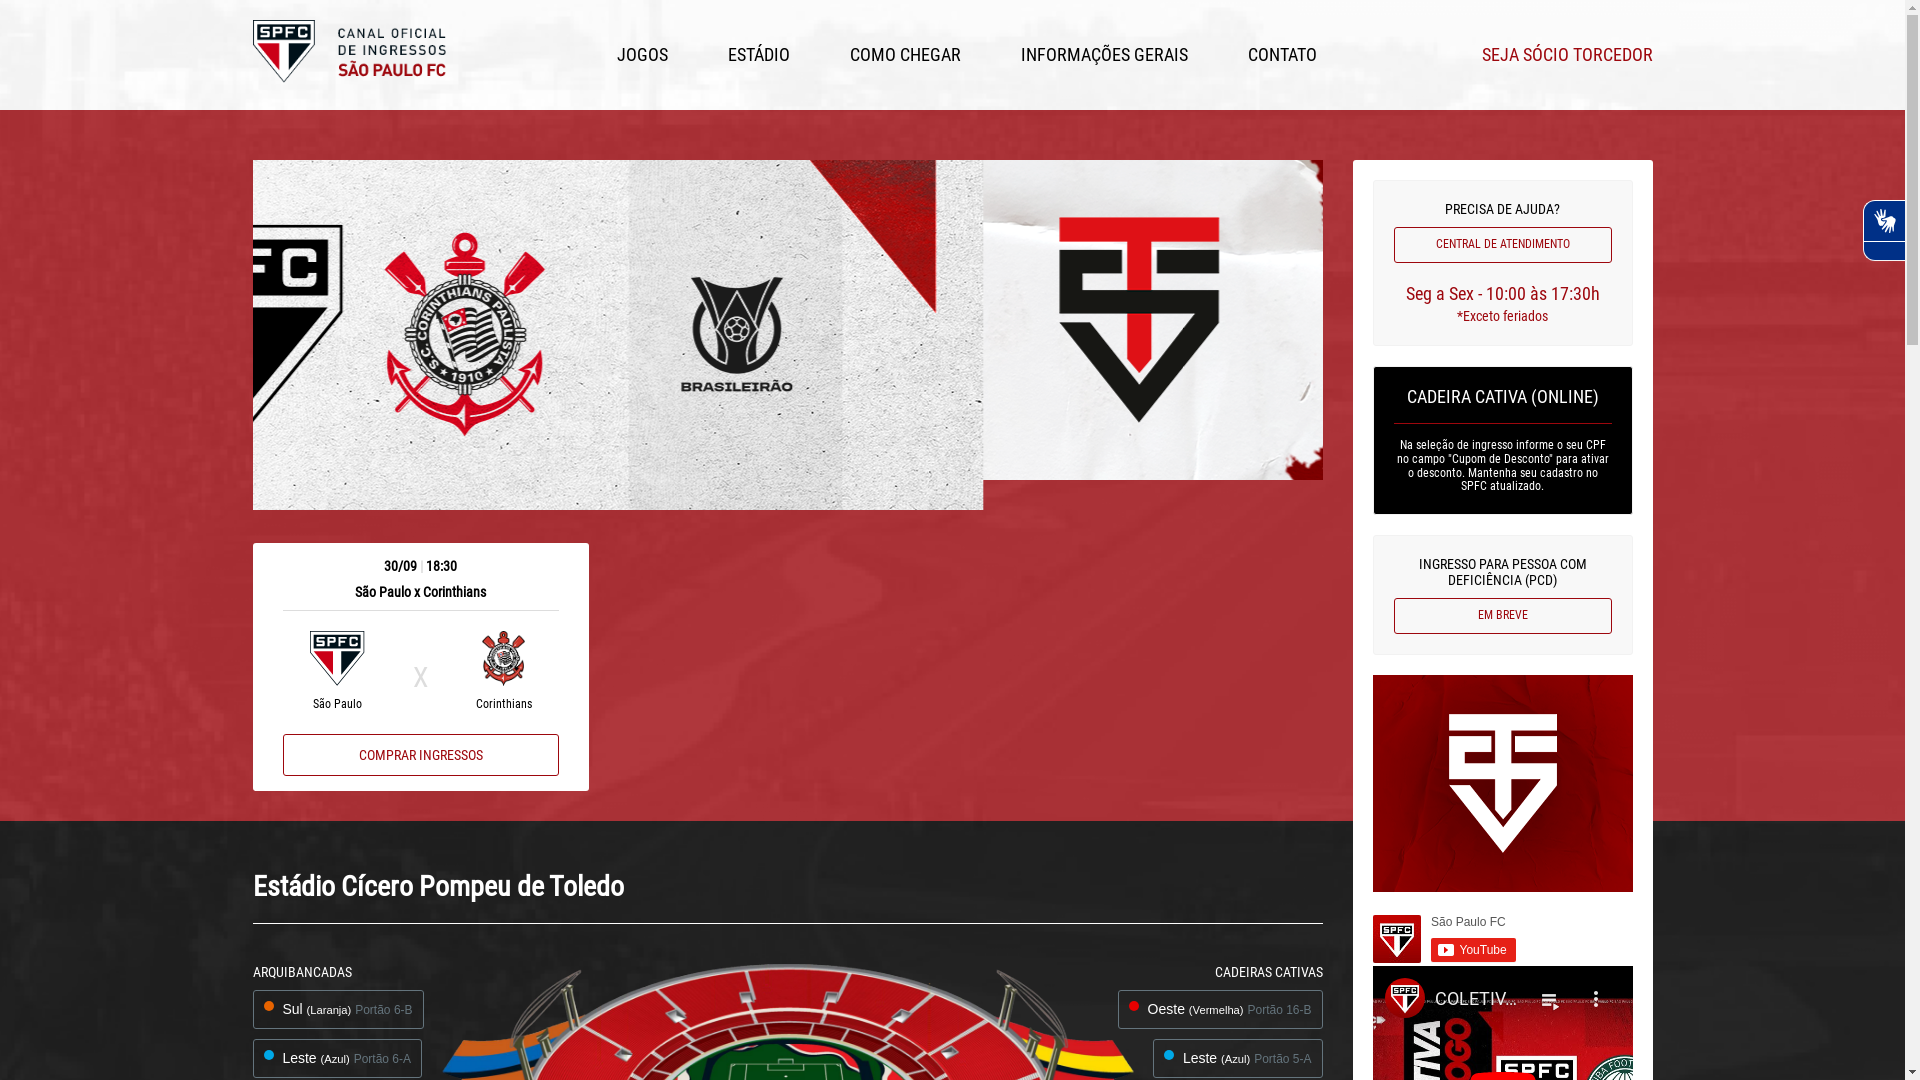 SPFC
CANAL OFICIAL
DE INGRESSOS
SÃO PAULO FC
JOGOS
ESTÁDIO
COMO CHEGAR
INFORMAÇÕES GERAIS
CONTATO
SEJA SÓCIO TORCEDOR
FC
S.C. CORINTHIANS PAULISTA
1910
BRASILEIRÃO
30/09 | 18:30
São Paulo x Corinthians
SPFC
X
São Paulo
Corinthians
COMPRAR INGRESSOS
PRECISA DE AJUDA?
CENTRAL DE ATENDIMENTO
Seg a Sex - 10:00 às 17:30h
*Exceto feriados
CADEIRA CATIVA (ONLINE)
Na seleção de ingresso informe o seu CPF
no campo "Cupom de Desconto" para ativar
o desconto. Mantenha seu cadastro no
SPFC atualizado.
INGRESSO PARA PESSOA COM
DEFICIÊNCIA (PCD)
EM BREVE
SPFC
São Paulo FC
YouTube
SPFC
COLETIV...
SPFC
Estádio Cícero Pompeu de Toledo
ARQUIBANCADAS
Sul (Laranja) Portão 6-B
Leste (Azul) Portão 6-A
CADEIRAS CATIVAS
Oeste (Vermelha) Portão 16-B
Leste (Azul) Portão 5-A